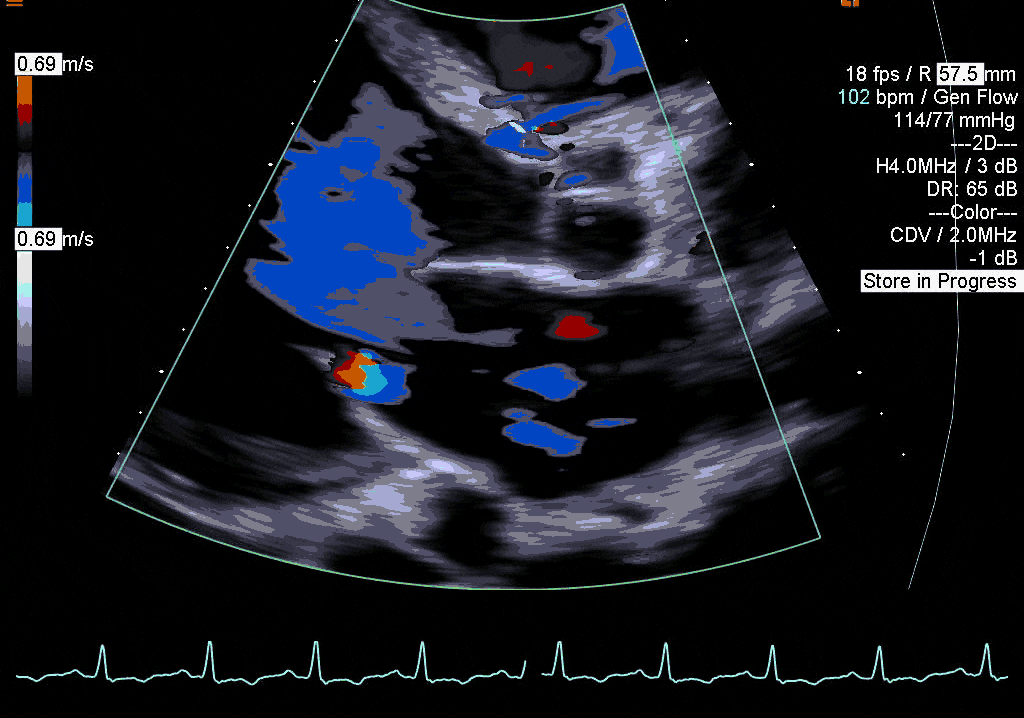 0.69 m/s
0.69 m/s
18 fps / R 57.5 mm
102 bpm / Gen Flow
114/77 mmHg
---2D---
H4.0MHz / 3 dB
DR: 65 dB
---Color---
CDV / 2.0MHz
-1 dB
Store in Progress